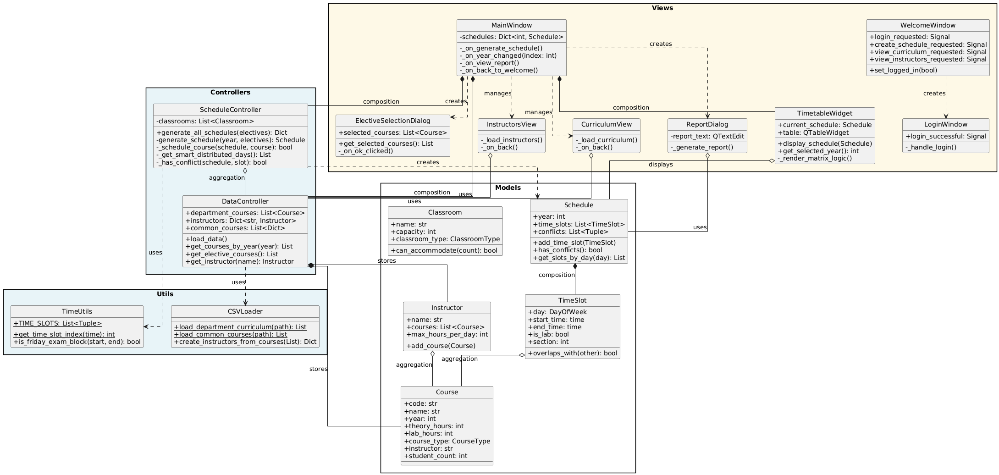 Views
MainWindow
-schedules: Dict<int, Schedule>
-_on_generate_schedule()
-_on_year_changed(index: int)
-_on_view_report()
-_on_back_to_welcome()
WelcomeWindow
+login_requested: Signal
+create_schedule_requested: Signal
+view_curriculum_requested: Signal
+view_instructors_requested: Signal
+set_logged_in(bool)
creates
manages
creates
composition
creates
manages
composition
creates
ElectiveSelectionDialog
+selected_courses: List<Course>
+get_selected_courses(): List
-_on_ok_clicked()
InstructorsView
-_load_instructors()
-_on_back()
CurriculumView
-_load_curriculum()
-_on_back()
ReportDialog
-report_text: QTextEdit
-_generate_report()
TimetableWidget
+current_schedule: Schedule
+table: QTableWidget
+display_schedule(Schedule)
+get_selected_year(): int
-_render_matrix_logic()
LoginWindow
+login_successful: Signal
-_handle_login()
Controllers
ScheduleController
-classrooms: List<Classroom>
+generate_all_schedules(electives): Dict
-generate_schedule(year, electives): Schedule
-_schedule_course(schedule, course): bool
-_get_smart_distributed_days(): List
-_has_conflict(schedule, slot): bool
creates
displays
aggregation
composition
uses
uses
DataController
+department_courses: List<Course>
+instructors: Dict<str, Instructor>
+common_courses: List<Dict>
+load_data()
+get_courses_by_year(year): List
+get_elective_courses(): List
+get_instructor(name): Instructor
uses
uses
stores
uses
Models
Classroom
+name: str
+capacity: int
+classroom_type: ClassroomType
+can_accommodate(count): bool
Schedule
+year: int
+time_slots: List<TimeSlot>
+conflicts: List<Tuple>
+add_time_slot(TimeSlot)
+has_conflicts(): bool
+get_slots_by_day(day): List
composition
Utils
TimeUtils
+TIME_SLOTS: List<Tuple>
+get_time_slot_index(time): int
+is_friday_exam_block(start, end): bool
CSVLoader
+load_department_curriculum(path): List
+load_common_courses(path): List
+create_instructors_from_courses(List): Dict
Instructor
+name: str
+courses: List<Course>
+max_hours_per_day: int
+add_course(Course)
TimeSlot
+day: DayOfWeek
+start_time: time
+end_time: time
+is_lab: bool
+section: int
+overlaps_with(other): bool
stores
aggregation
aggregation
Course
+code: str
+name: str
+year: int
+theory_hours: int
+lab_hours: int
+course_type: CourseType
+instructor: str
+student_count: int